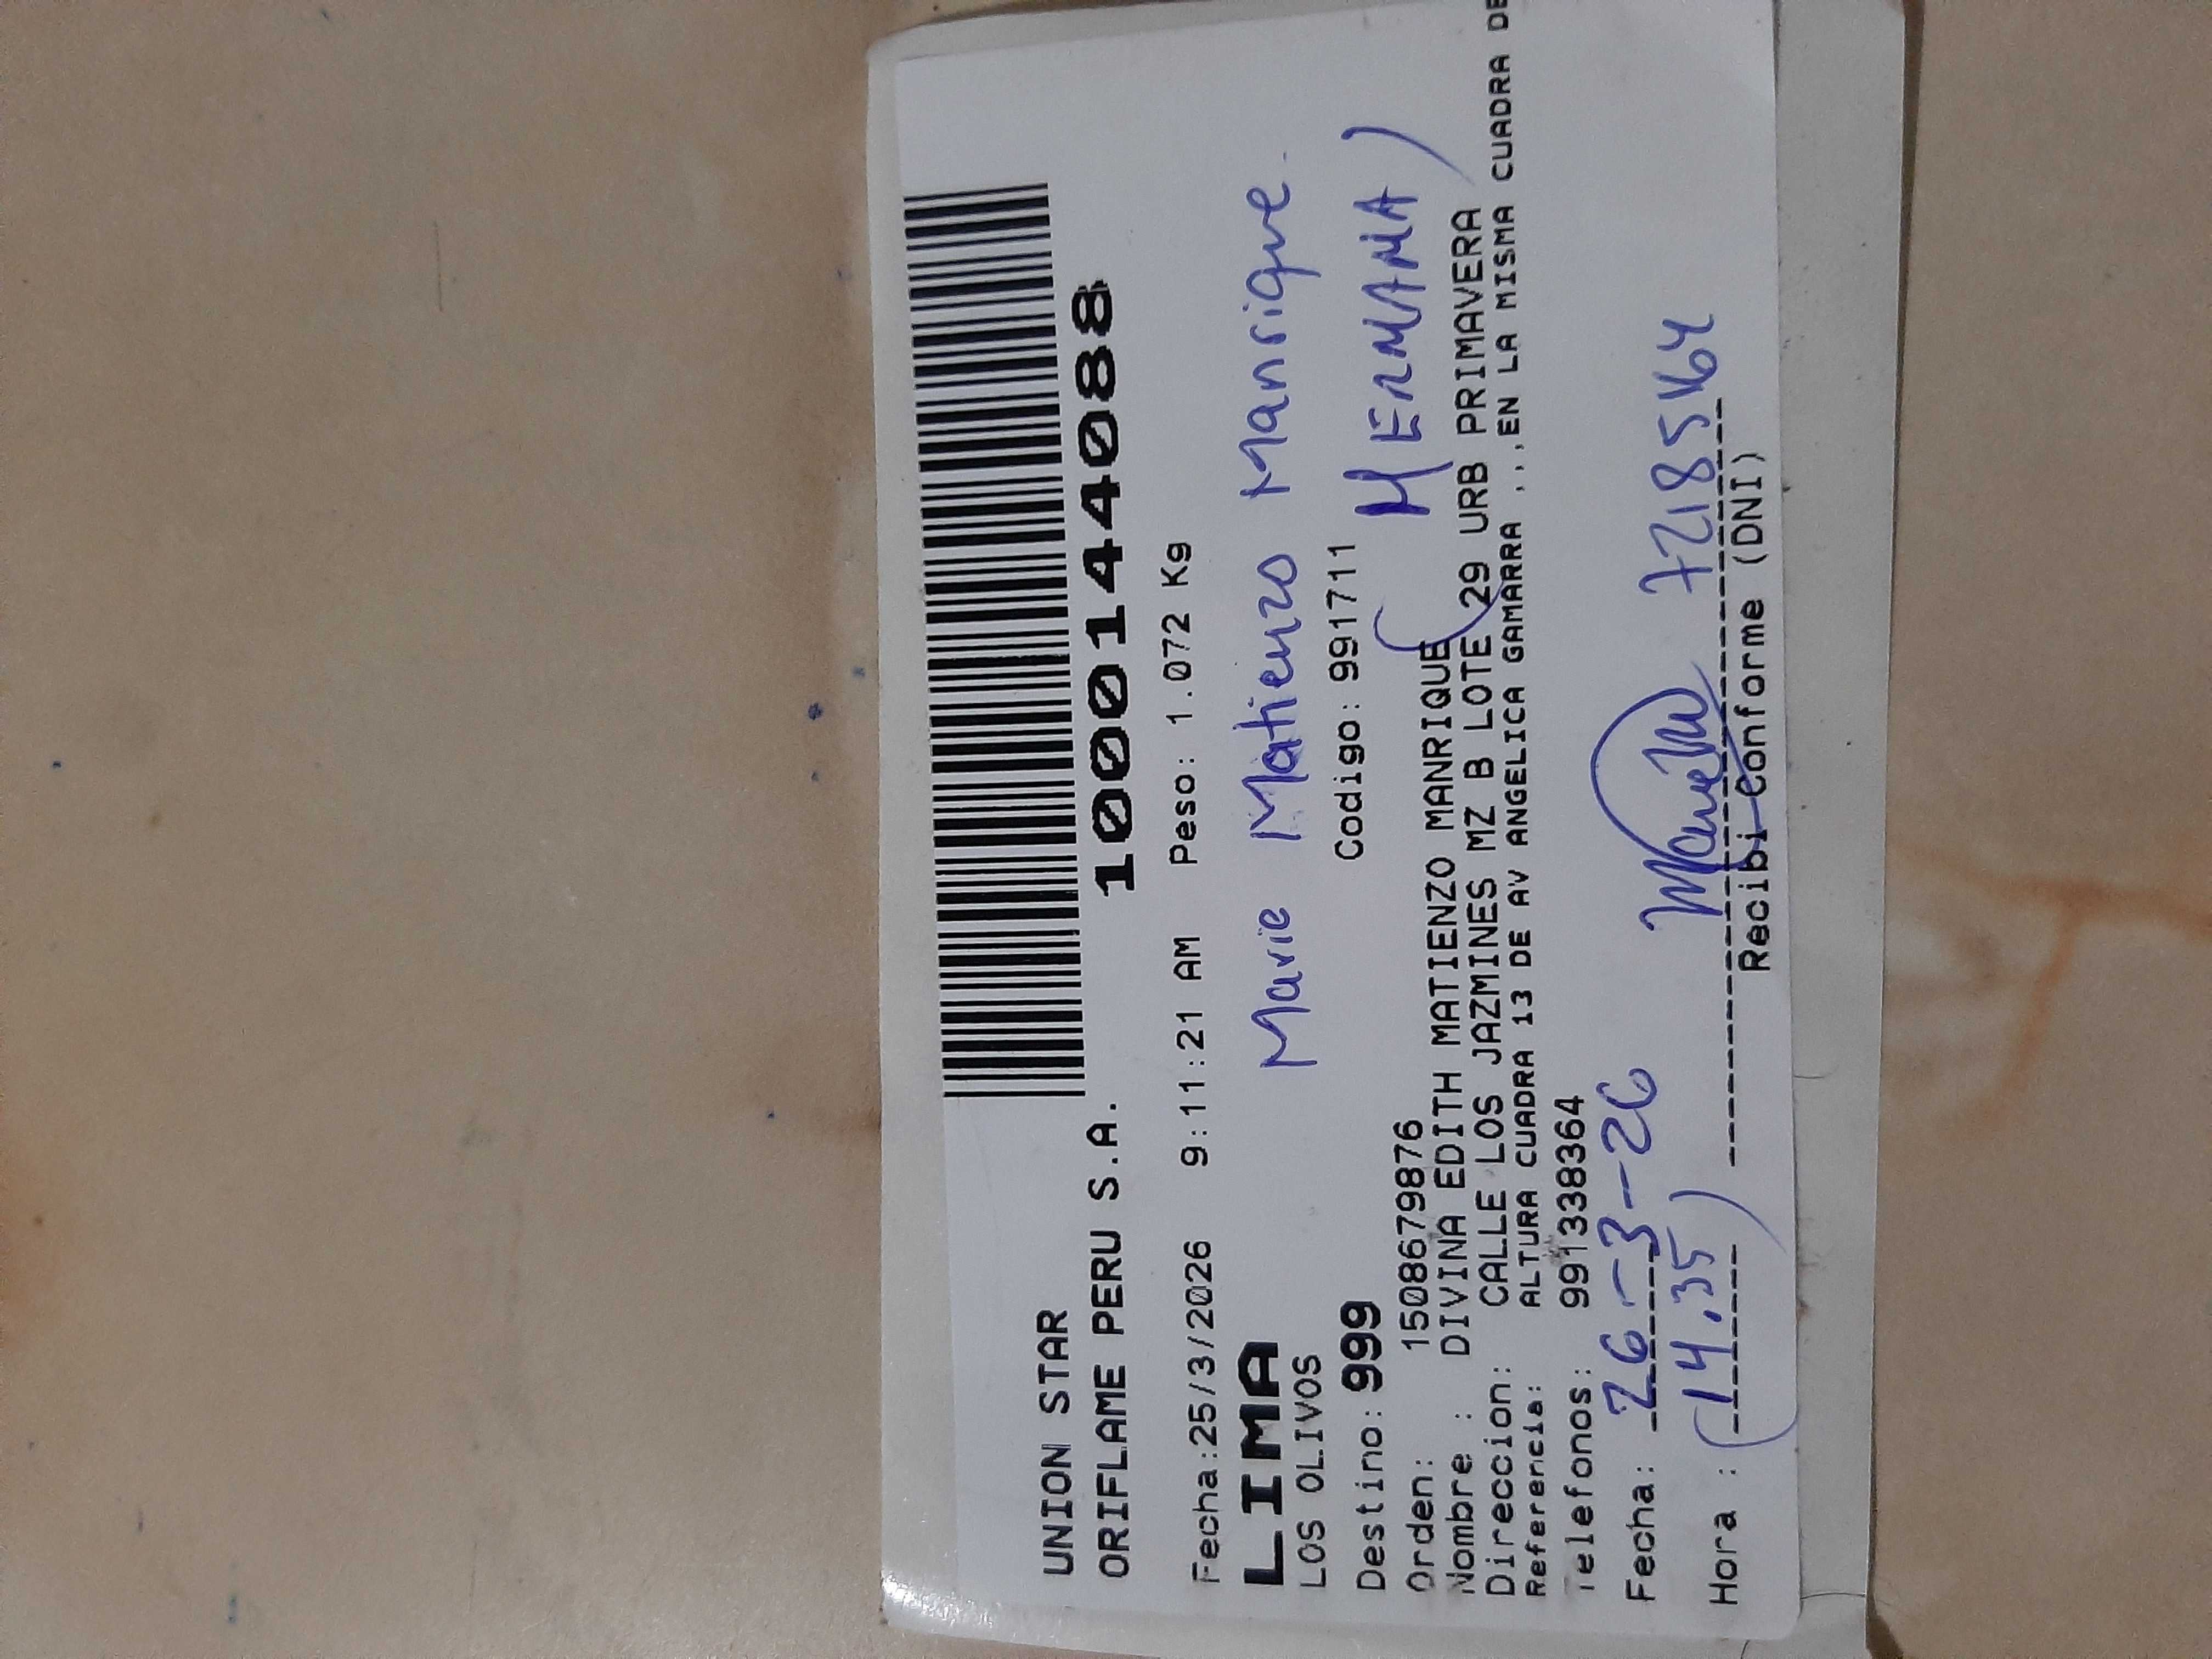 UNION STAR
ORIFLAME PERU S.A.
1000144088
Fecha:25/3/2026 9:11:21 AM Peso: 1.072 Kg
LIMA
LOS OLIVOS
Marie Matienzo Manrique
Destino: 999 Codigo: 991711
(HERMANA)
Orden: 1508679876
Nombre : DIVINA EDITH MATIENZO MANRIQUE
Direccion: CALLE LOS JAZMINES MZ B LOTE 29 URB PRIMAVERA
Referencia: ALTURA CUADRA 13 DE AV ANGELICA GAMARRA ,,,EN LA MISMA CUADRA DE
Telefonos: 991338364
Fecha: 26-3-26
Hora : (14.35) 72185164
Recibi Conforme (DNI)